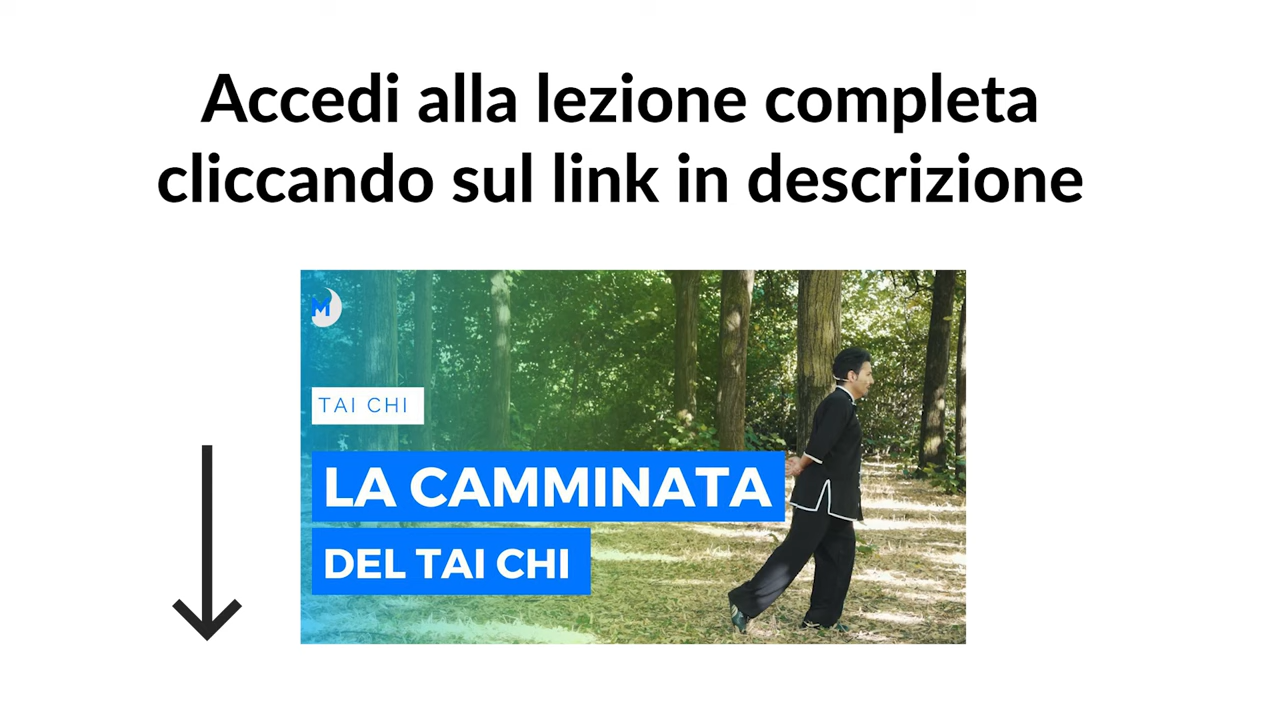 Accedi alla lezione completa
cliccando sul link in descrizione
M
TAI CHI
LA CAMMINATA
DEL TAI CHI